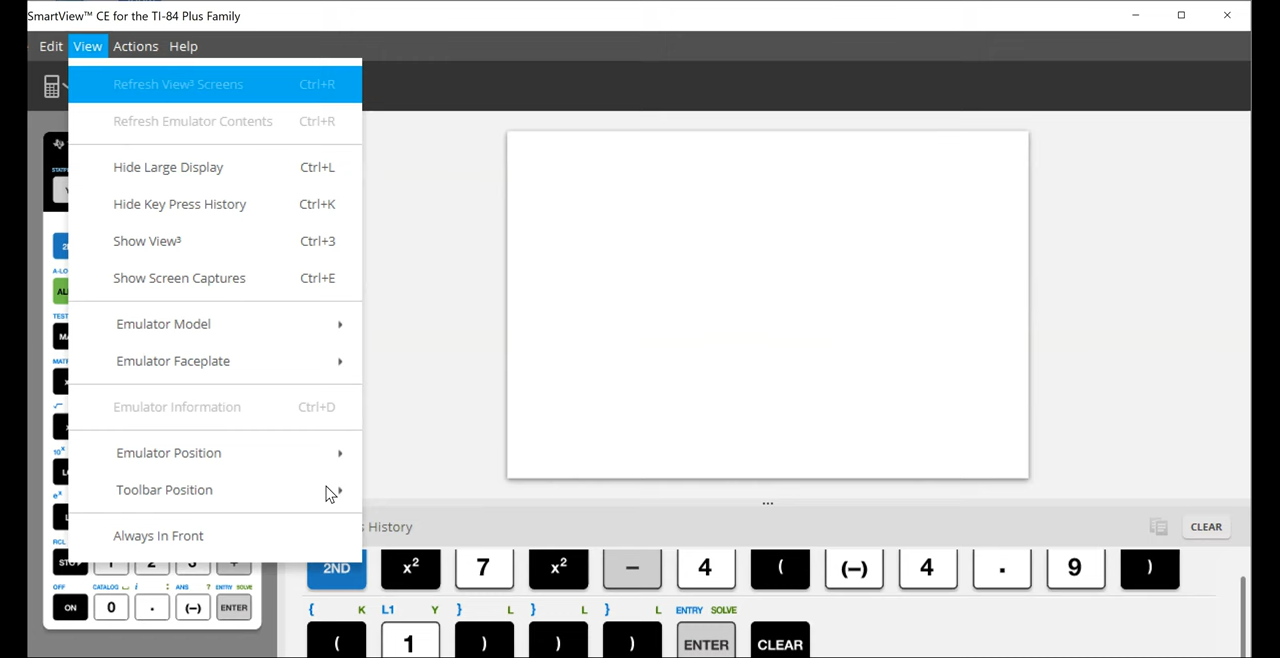 SmartView™ CE for the TI-84 Plus Family
Edit View Actions Help
Refresh View³ Screens Ctrl+R
Refresh Emulator Contents Ctrl+R
Hide Large Display Ctrl+L
Hide Key Press History Ctrl+K
Show View³ Ctrl+3
Show Screen Captures Ctrl+E
Emulator Model
Emulator Faceplate
Emulator Information Ctrl+D
Emulator Position
Toolbar Position
Always In Front
History
CLEAR
2ND x² 7 x² − 4 ( (−) 4 . 9 )
{ K L1 Y } L } L } L ENTRY SOLVE
( 1 ) ) ) ENTER CLEAR
OFF CATALOG i : ANS ? ENTRY SOLVE
ON 0 . (−) ENTER